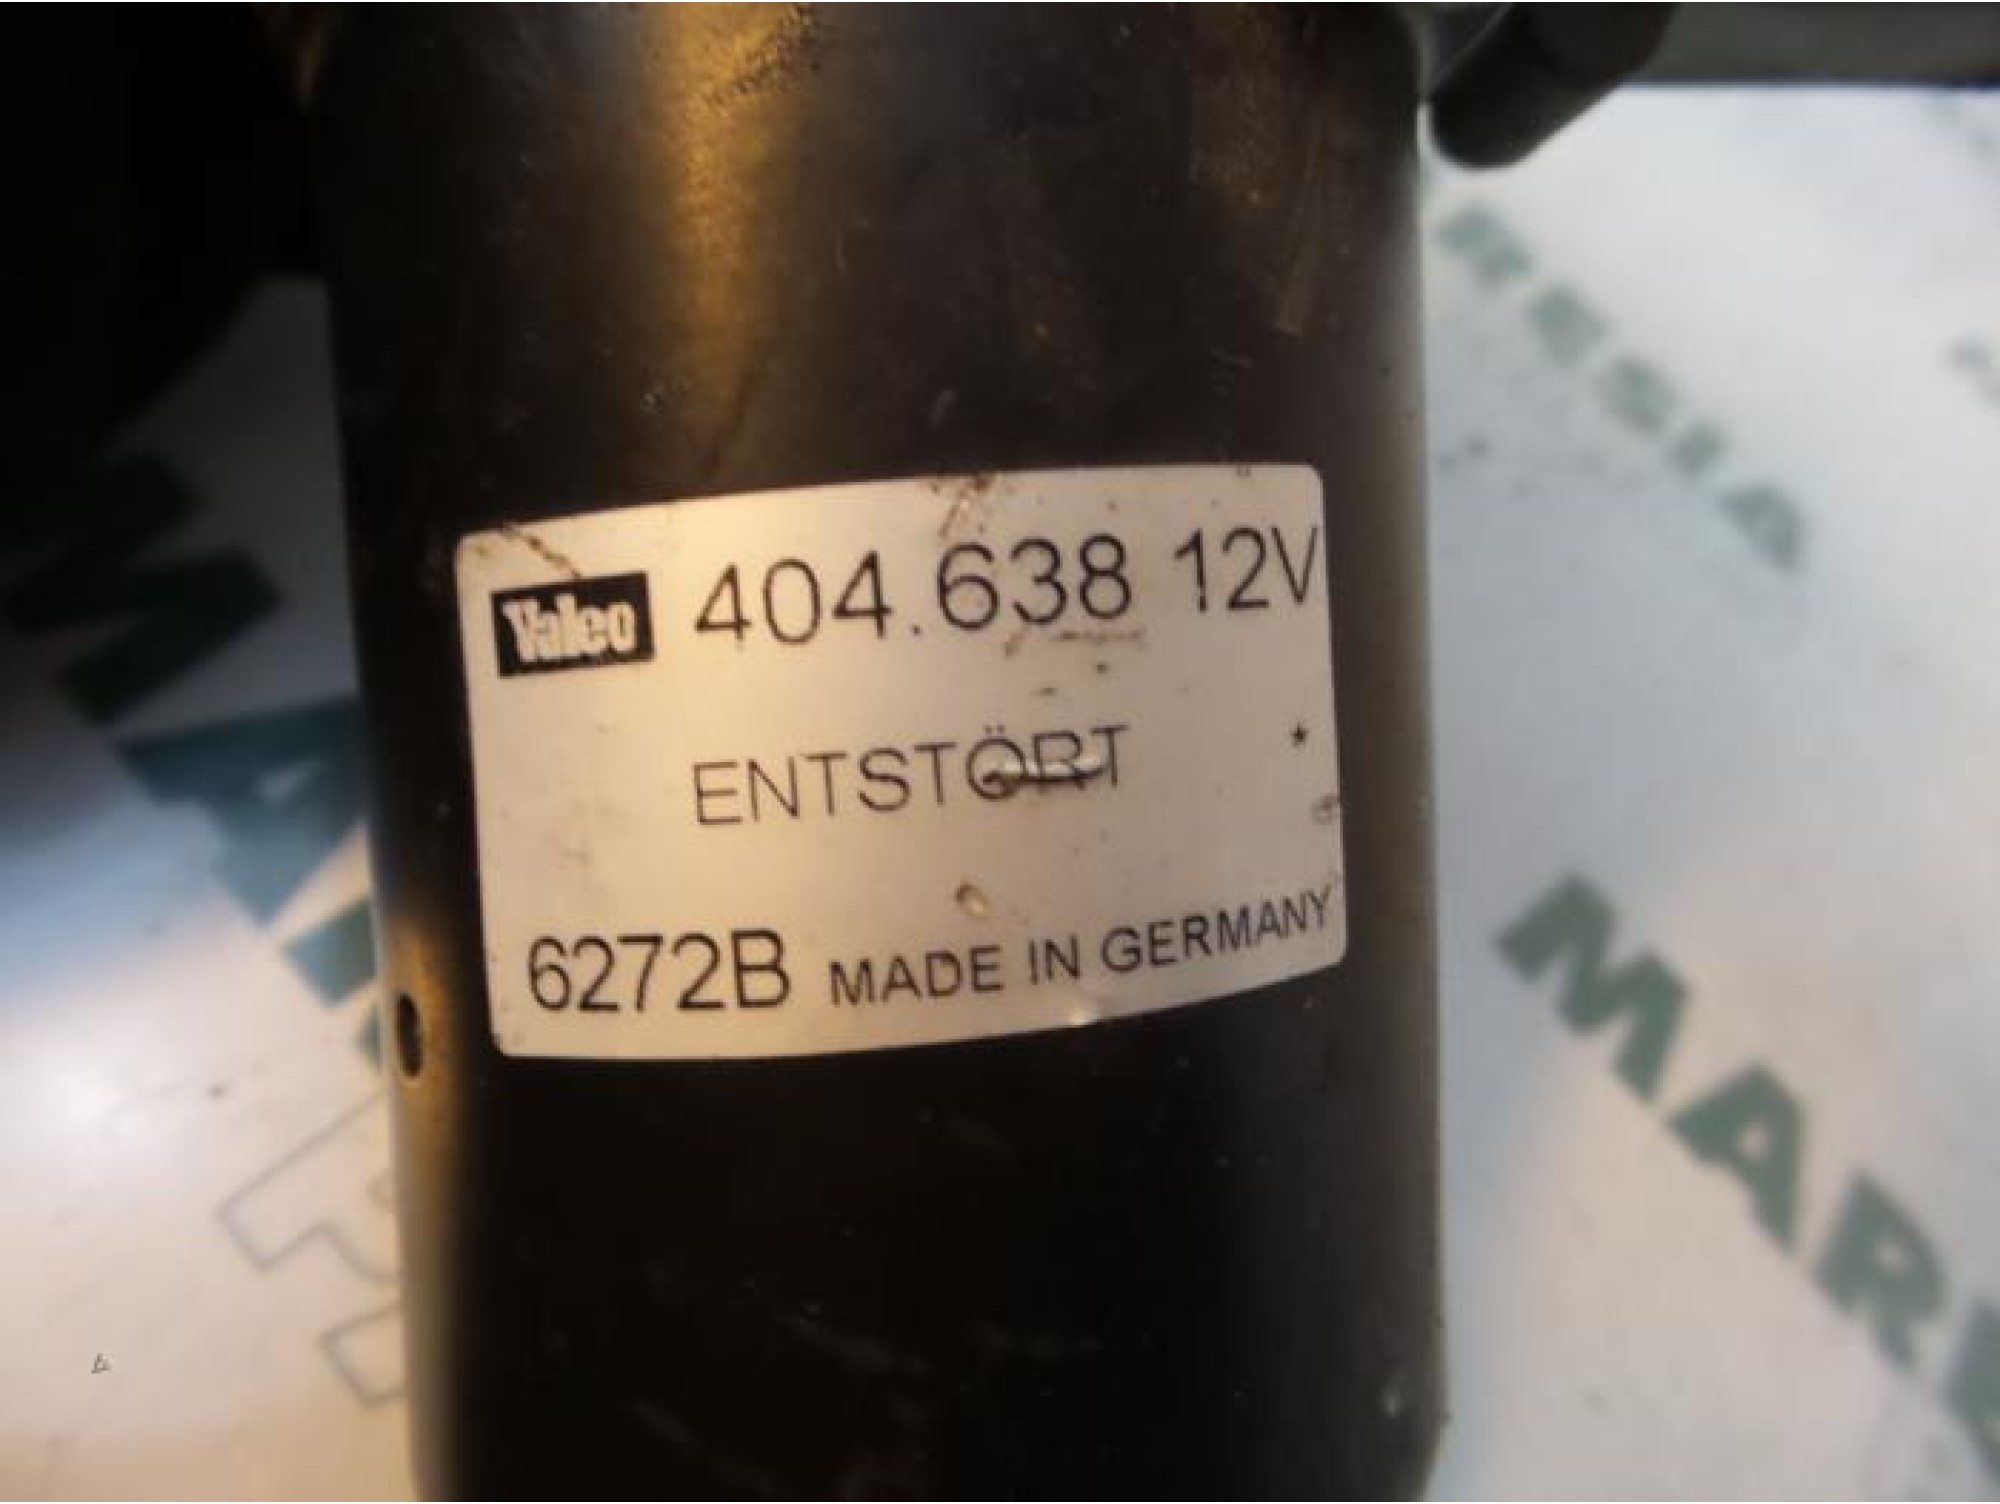 Valeo 404.638 12V
ENTSTÖRT *
6272B MADE IN GERMANY